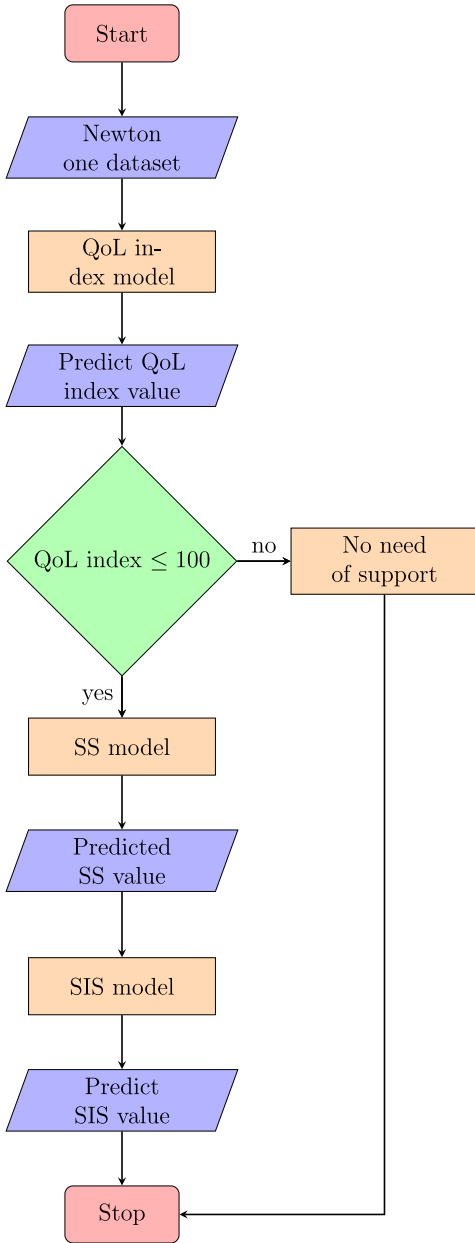 Start
Newton
one dataset
QoL in-
dex model
Predict QoL
index value
QoL index ≤ 100
no
No need
of support
yes
SS model
Predicted
SS value
SIS model
Predict
SIS value
Stop